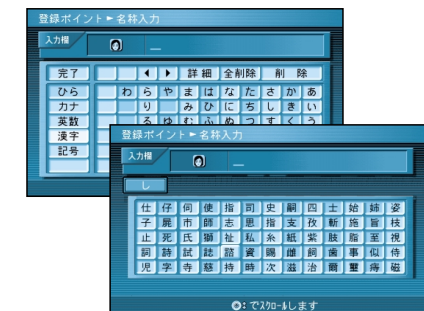 登録ポイント►名称入力
入力欄
完了 ◄ ► 詳細 全削除 削除
ひら わ ら や ま は な た さ か あ
カナ り み ひ に ち し き い
英数 る ゆ む ふ ぬ つ す く う
漢字
記号
登録ポイント►名称入力
入力欄
し
仕 仔 伺 使 指 司 史 嗣 四 士 始 姉 姿
子 屍 市 師 志 思 指 支 孜 斯 施 旨 枝
止 死 氏 獅 祉 私 糸 紙 紫 肢 脂 至 視
詞 詩 試 誌 諮 資 賜 雌 飼 歯 事 似 侍
児 字 寺 慈 持 時 次 滋 治 爾 璽 痔 磁
◎:でスクロールします